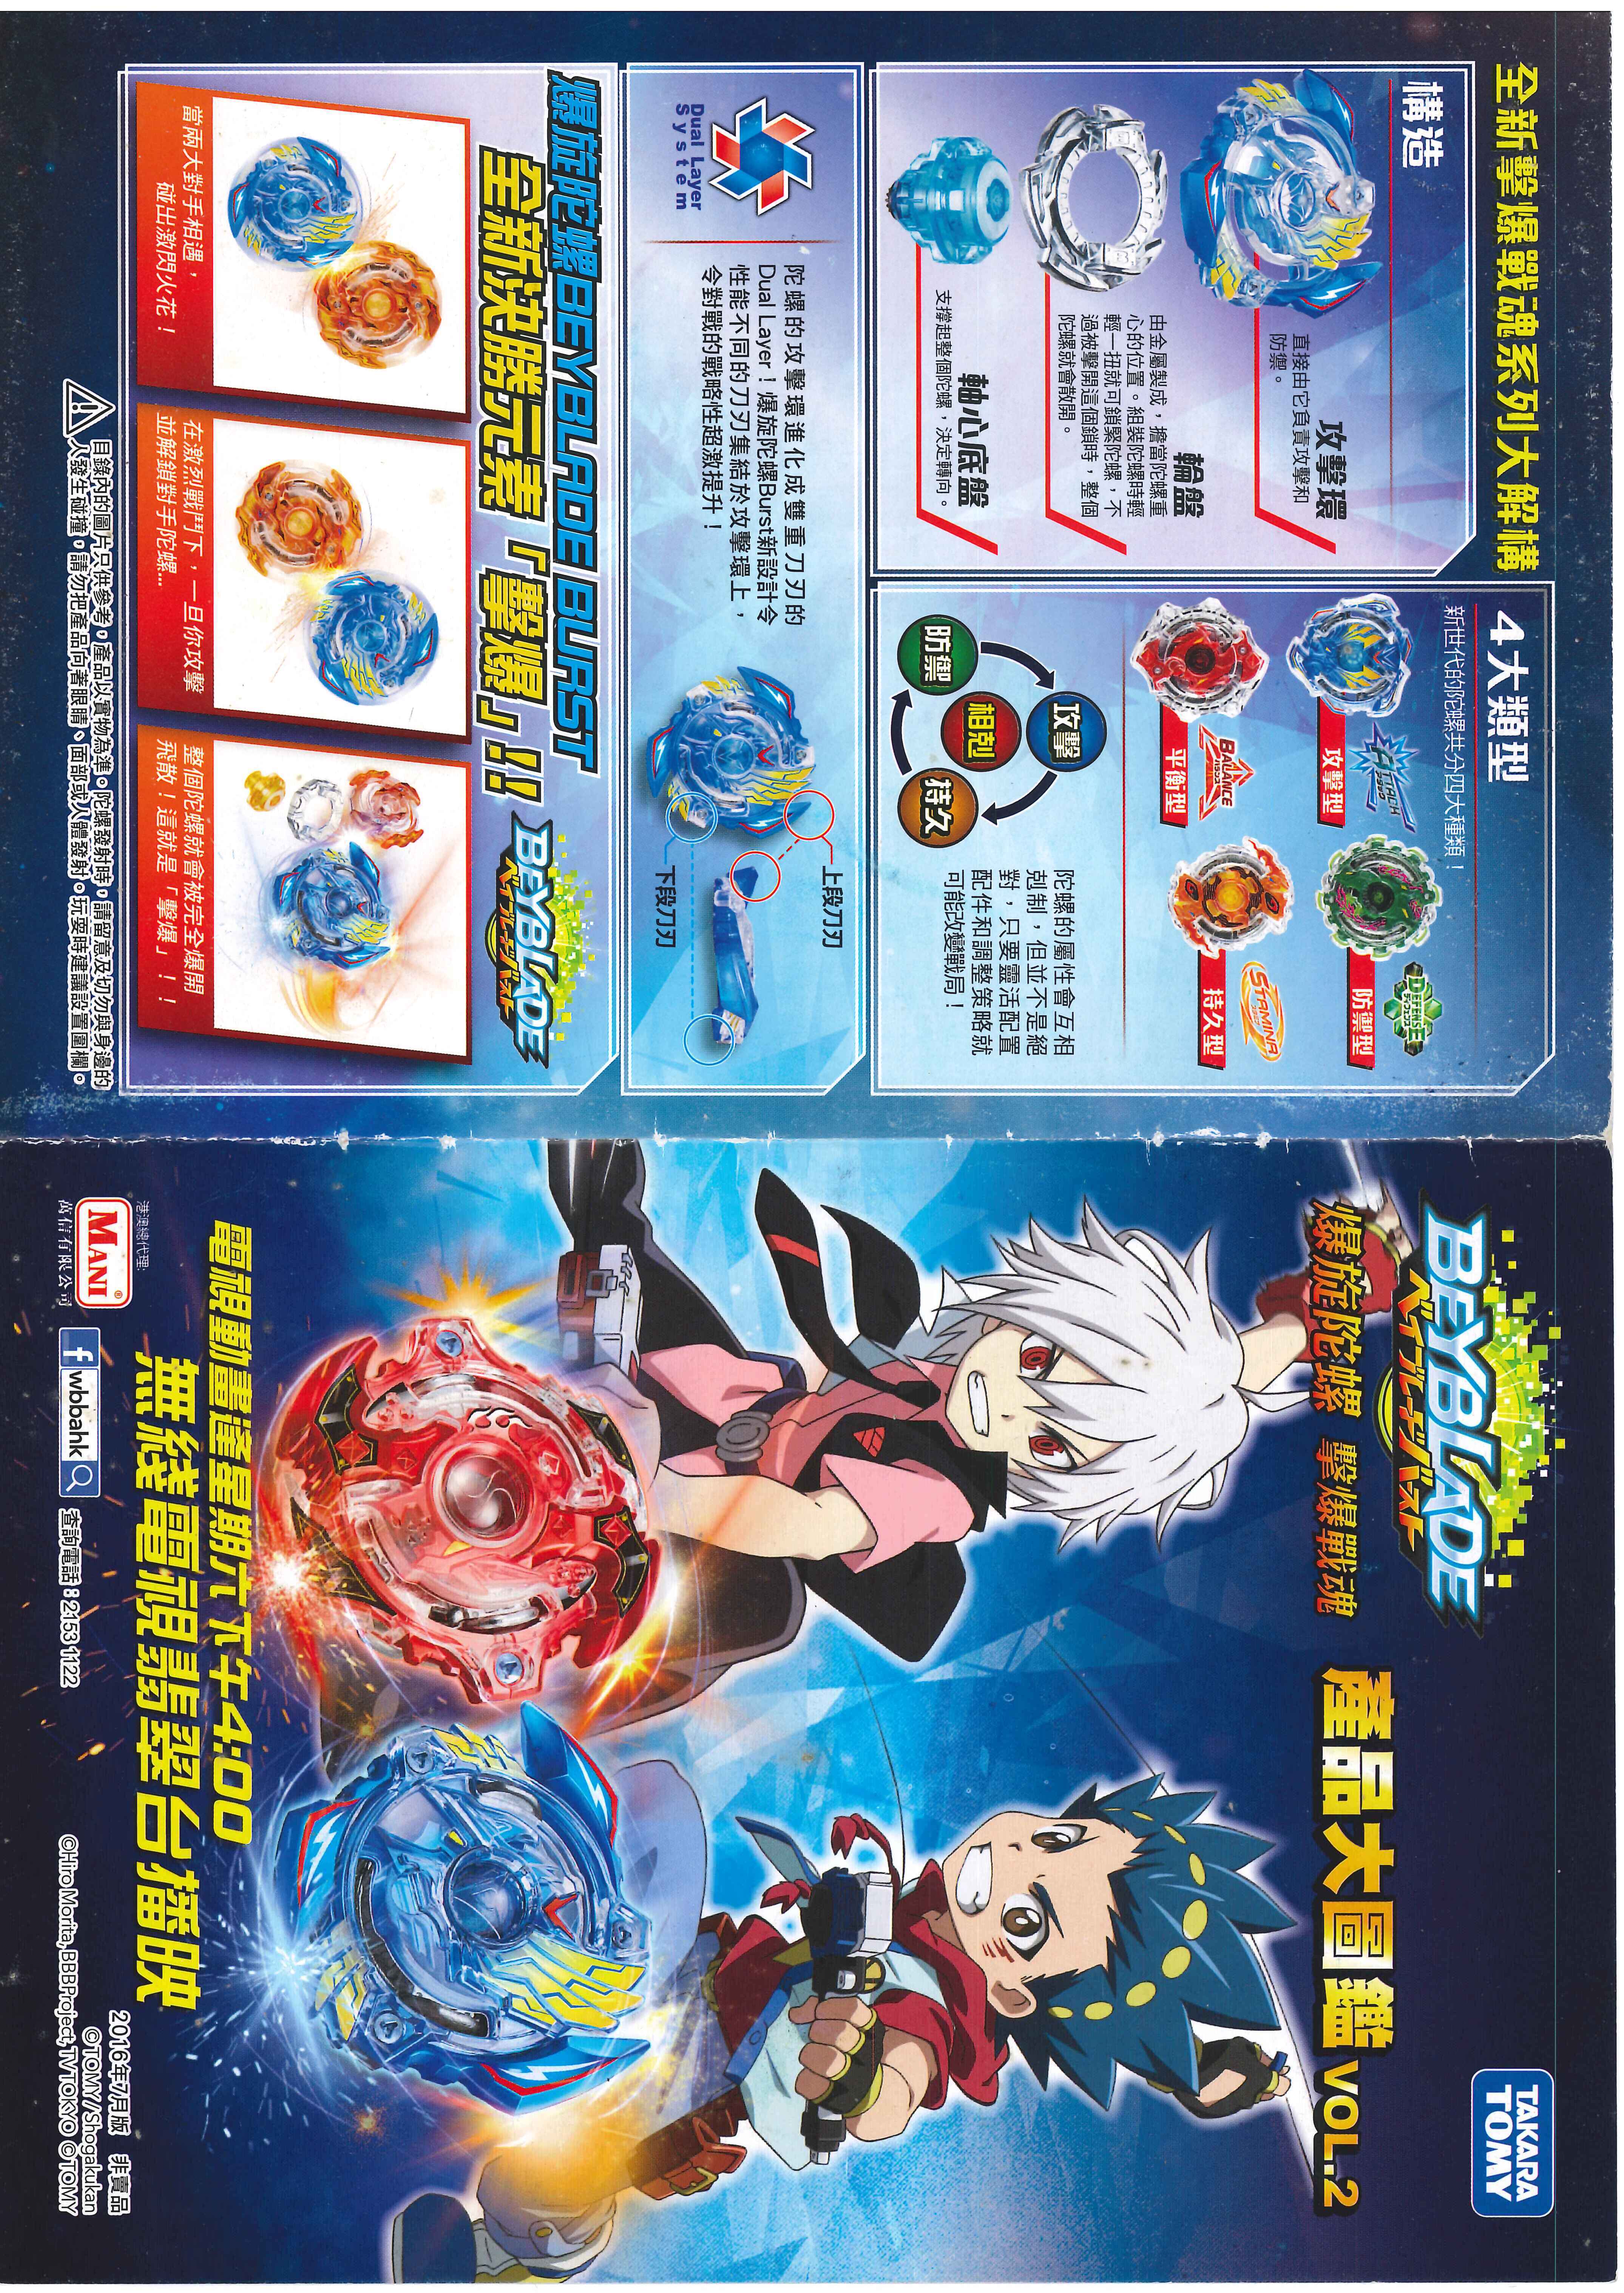 全新擊爆戰魂系列大解構
構造
攻擊環
直接由它負責攻擊和
防禦。
輪盤
由金屬製成，擔當陀螺重
心的位置。組裝陀螺時輕
輕一扭就可鎖緊陀螺，不
過被擊開這個鎖時，整個
陀螺就會散開。
軸心底盤
支撐起整個陀螺，決定轉向。
4大類型
新世代的陀螺共分四大種類！
ATTACK
アタック
攻擊型
DEFENSE
ディフェンス
防禦型
BALANCE
バランス
平衡型
STAMINA
スタミナ
持久型
攻擊
相剋
防禦
持久
陀螺的屬性會互相
剋制，但並不是絕
對，只要靈活配置
配件和調整策略就
可能改變戰局！
Dual Layer
System
陀螺的攻擊環進化成雙重刀刃的
Dual Layer！爆旋陀螺Burst新設計令
性能不同的刀刃集結於攻擊環上，
令對戰的戰略性超激提升！
上段刀刃
下段刀刃
爆旋陀螺BEYBLADE BURST
全新決勝元素「擊爆」!!
BEYBLADE
ベイブレードバースト
當兩大對手相遇，
碰出激閃火花！
在激烈戰鬥下，一旦你攻擊
並解鎖對手陀螺...
整個陀螺就會被完全爆開
飛散！這就是「擊爆」！！
目錄內的圖片只供參考，產品以實物為準。陀螺發射時，請留意及切勿與身邊的
人發生碰撞，請勿把產品向著眼睛、面部或人體發射。玩耍時建議設置圍欄。
TAKARA
TOMY
BEYBLADE
ベイブレードバースト
爆旋陀螺 擊爆戰魂
產品大圖鑑 VOL.2
電視動畫逢星期六下午4:00
無綫電視翡翠台播映
港澳總代理:
MANI®
萬信有限公司
f wbbahk
查詢電話：2153 1122
2016年7月版 非賣品
©TOMY/Shogakukan
©Hiro Morita, BBBProject, TVTOKYO ©TOMY